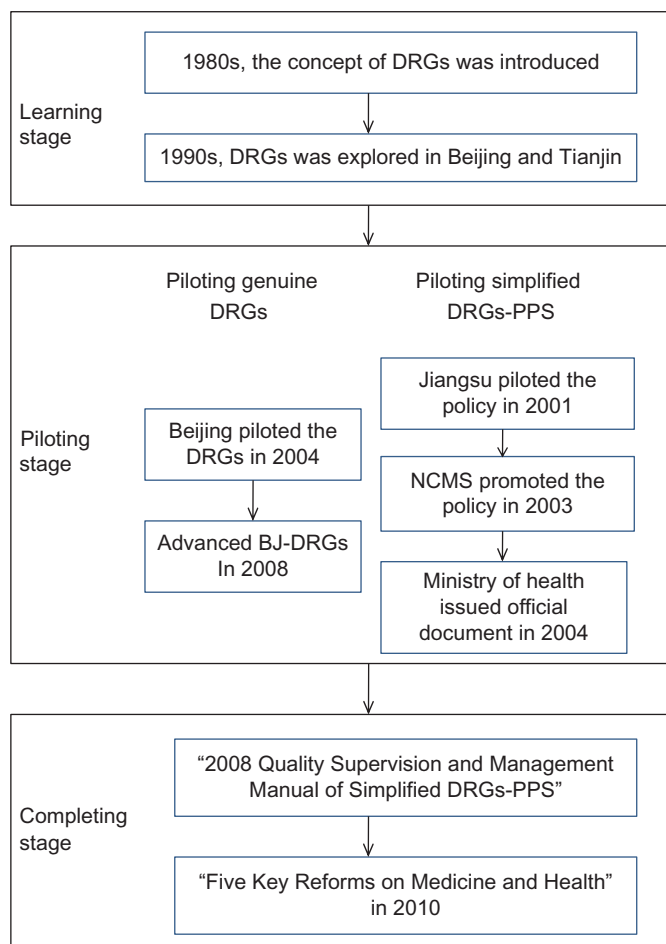 Learning
stage
1980s, the concept of DRGs was introduced
1990s, DRGs was explored in Beijing and Tianjin
Piloting stage
Piloting genuine
DRGs
Beijing piloted the
DRGs in 2004
Advanced BJ-DRGs
In 2008
Piloting simplified
DRGs-PPS
Jiangsu piloted the
policy in 2001
NCMS promoted the
policy in 2003
Ministry of health
issued official
document in 2004
Completing
stage
“2008 Quality Supervision and Management
Manual of Simplified DRGs-PPS”
“Five Key Reforms on Medicine and Health”
in 2010